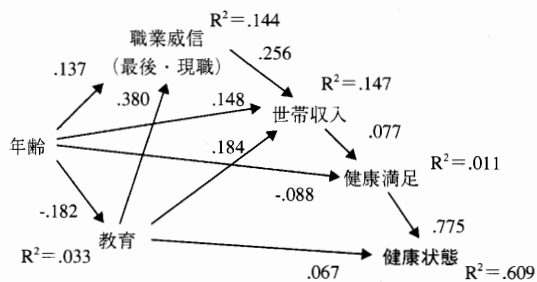 R²=.144
職業威信
(最後・現職)
.256
.137
.380
R²=.147
.148
世帯収入
.077
年齢
.184
健康満足
R²=.011
-.088
-.182
.775
教育
R²=.033
.067
健康状態
R²=.609